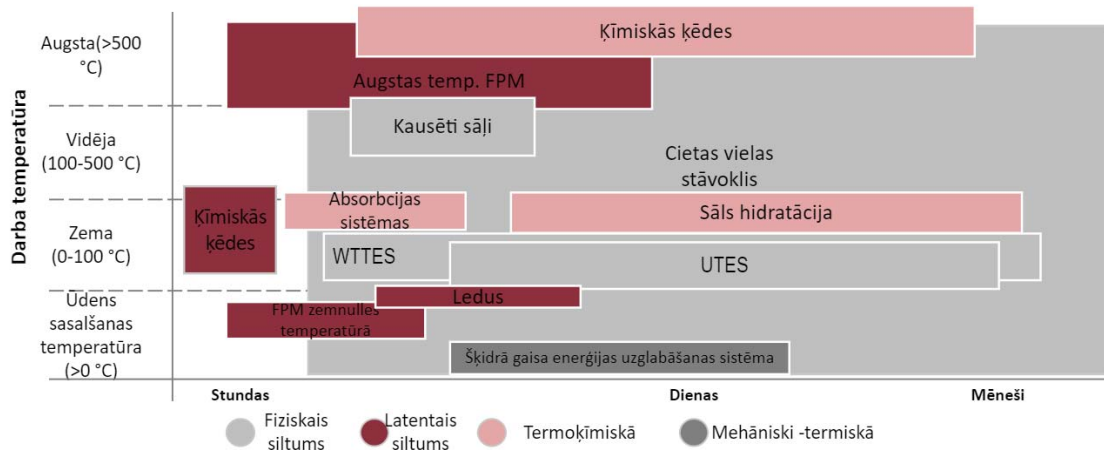 Darba temperatūra
Augsta(>500
°C)
Vidēja
(100-500 °C)
Zema
(0-100 °C)
Ūdens
sasalšanas
temperatūra
(>0 °C)
Ķīmiskās ķēdes
Augstas temp. FPM
Kausēti sāļi
Cietas vielas
stāvoklis
Ķīmiskās
ķēdes
Absorbcijas
sistēmas
Sāls hidratācija
WTTES
UTES
Ledus
FPM zemnulles
temperatūrā
Šķidrā gaisa enerģijas uzglabāšanas sistēma
Stundas
Dienas
Mēneši
Fiziskais
siltums
Latentais
siltums
Termoķīmiskā
Mehāniski -termiskā